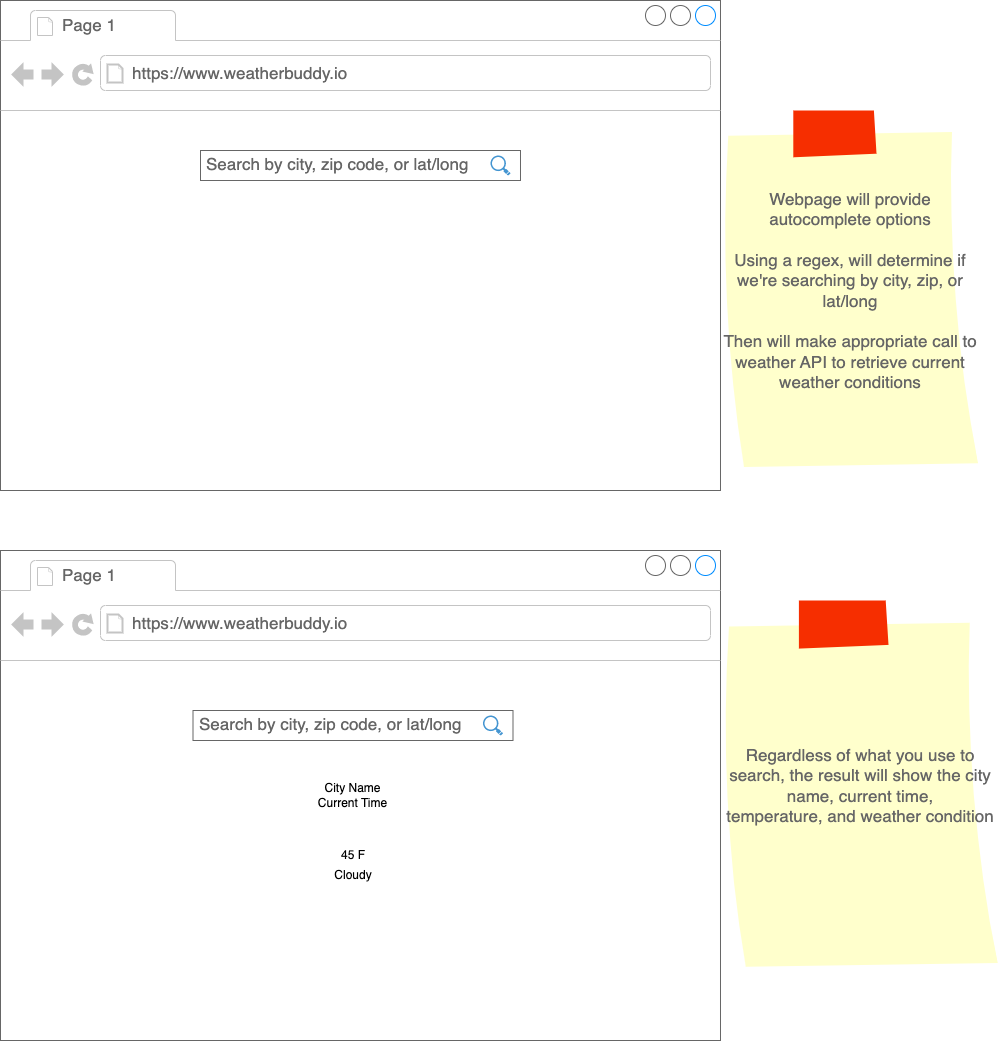 Page 1
https://www.weatherbuddy.io
Search by city, zip code, or lat/long
Webpage will provide
autocomplete options
Using a regex, will determine if
we're searching by city, zip, or
lat/long
Then will make appropriate call to
weather API to retrieve current
weather conditions
Page 1
https://www.weatherbuddy.io
Search by city, zip code, or lat/long
City Name
Current Time
45 F
Cloudy
Regardless of what you use to
search, the result will show the city
name, current time,
temperature, and weather condition